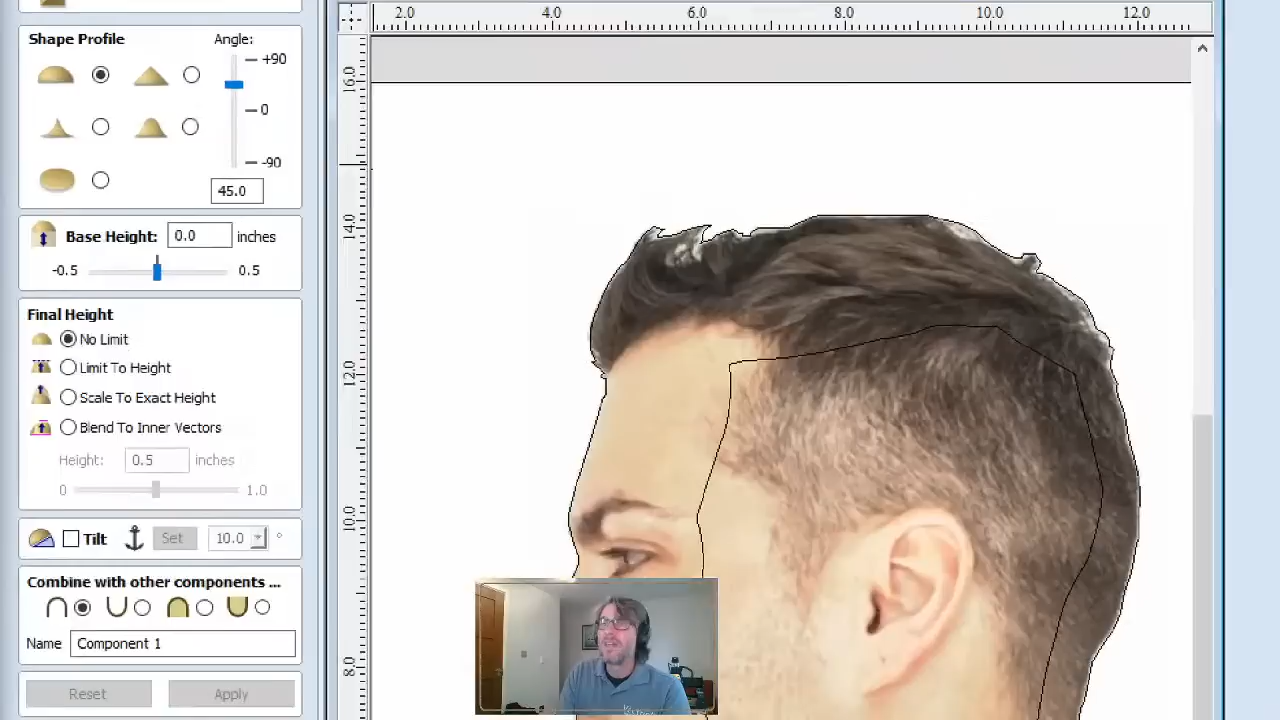 2.0 4.0 6.0 8.0 10.0 12.0
Shape Profile
Angle:
+90
0
-90
45.0
Base Height: 0.0 inches
-0.5 0.5
Final Height
No Limit
Limit To Height
Scale To Exact Height
Blend To Inner Vectors
Height: 0.5 inches
0 1.0
Tilt Set 10.0 °
Combine with other components ...
Name Component 1
Reset Apply
16.0
14.0
12.0
10.0
8.0